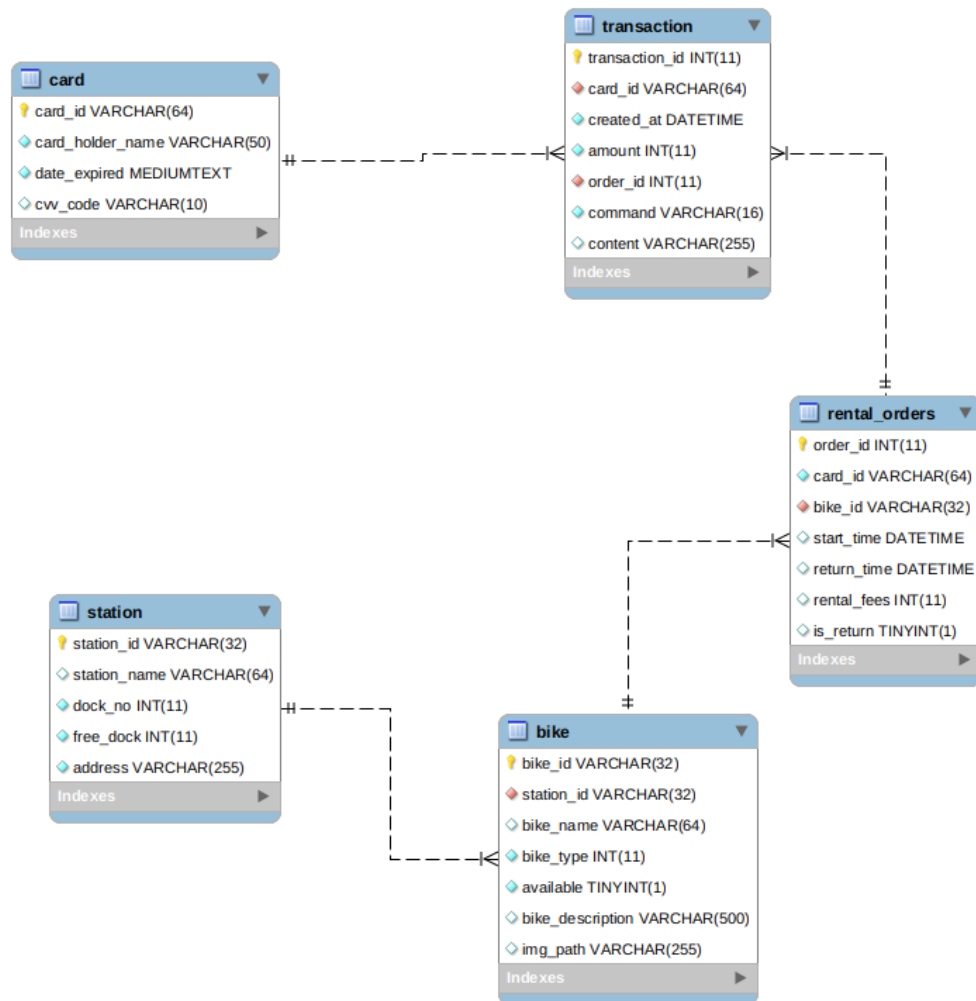 transaction
transaction_id INT(11)
card_id VARCHAR(64)
created_at DATETIME
amount INT(11)
order_id INT(11)
command VARCHAR(16)
content VARCHAR(255)
Indexes
card
card_id VARCHAR(64)
card_holder_name VARCHAR(50)
date_expired MEDIUMTEXT
cvv_code VARCHAR(10)
Indexes
rental_orders
order_id INT(11)
card_id VARCHAR(64)
bike_id VARCHAR(32)
start_time DATETIME
return_time DATETIME
rental_fees INT(11)
is_return TINYINT(1)
Indexes
station
station_id VARCHAR(32)
station_name VARCHAR(64)
dock_no INT(11)
free_dock INT(11)
address VARCHAR(255)
Indexes
bike
bike_id VARCHAR(32)
station_id VARCHAR(32)
bike_name VARCHAR(64)
bike_type INT(11)
available TINYINT(1)
bike_description VARCHAR(500)
img_path VARCHAR(255)
Indexes